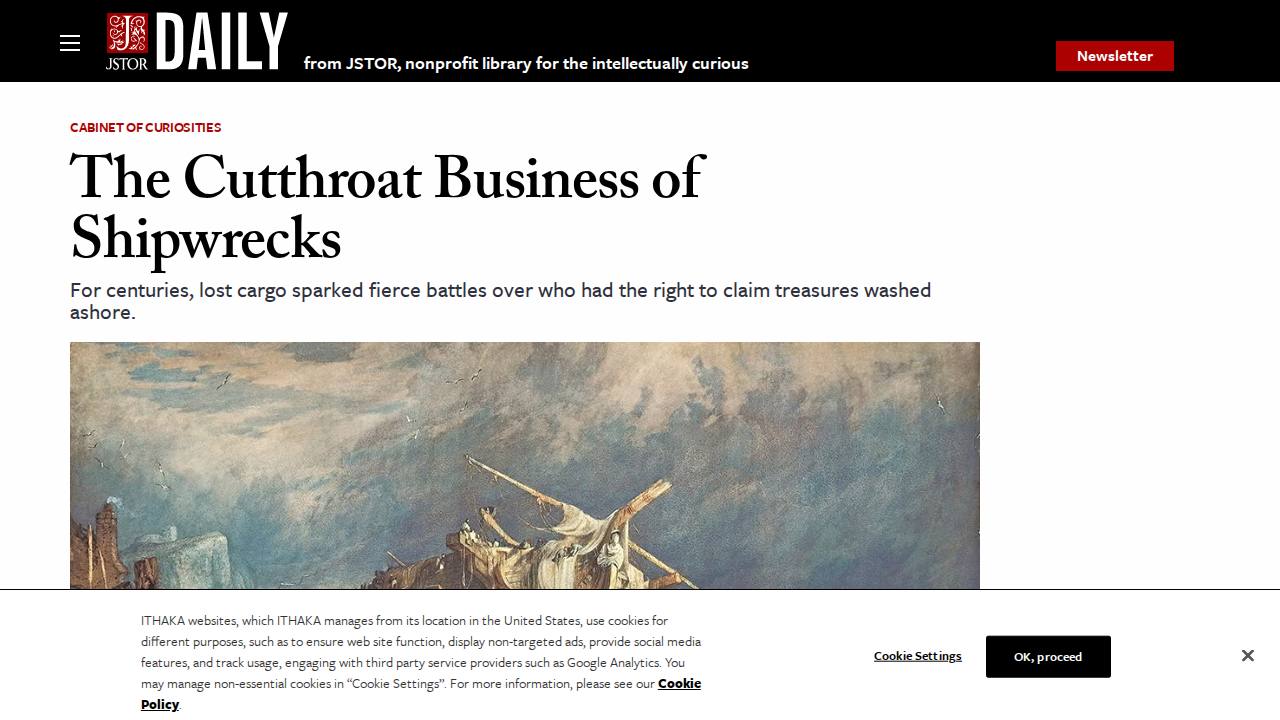 JSTOR
DAILY
from JSTOR, nonprofit library for the intellectually curious
Newsletter
CABINET OF CURIOSITIES
The Cutthroat Business of
Shipwrecks
For centuries, lost cargo sparked fierce battles over who had the right to claim treasures washed
ashore.
ITHAKA websites, which ITHAKA manages from its location in the United States, use cookies for
different purposes, such as to ensure web site function, display non-targeted ads, provide social media
features, and track usage, engaging with third party service providers such as Google Analytics. You
may manage non-essential cookies in “Cookie Settings”. For more information, please see our Cookie
Policy.
Cookie Settings
OK, proceed